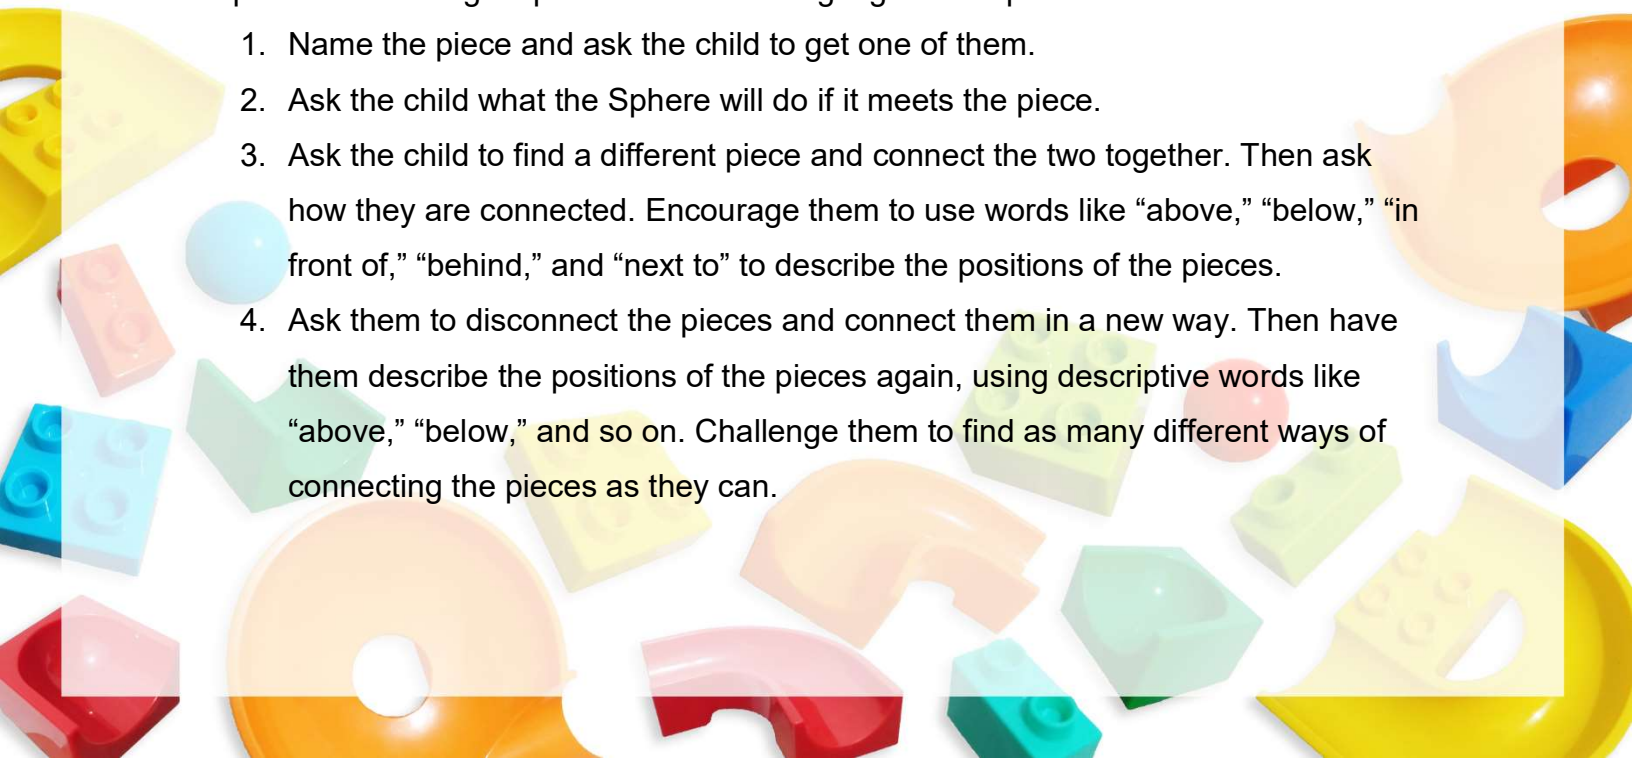 1. Name the piece and ask the child to get one of them.
2. Ask the child what the Sphere will do if it meets the piece.
3. Ask the child to find a different piece and connect the two together. Then ask
how they are connected. Encourage them to use words like “above,” “below,” “in
front of,” “behind,” and “next to” to describe the positions of the pieces.
4. Ask them to disconnect the pieces and connect them in a new way. Then have
them describe the positions of the pieces again, using descriptive words like
“above,” “below,” and so on. Challenge them to find as many different ways of
connecting the pieces as they can.